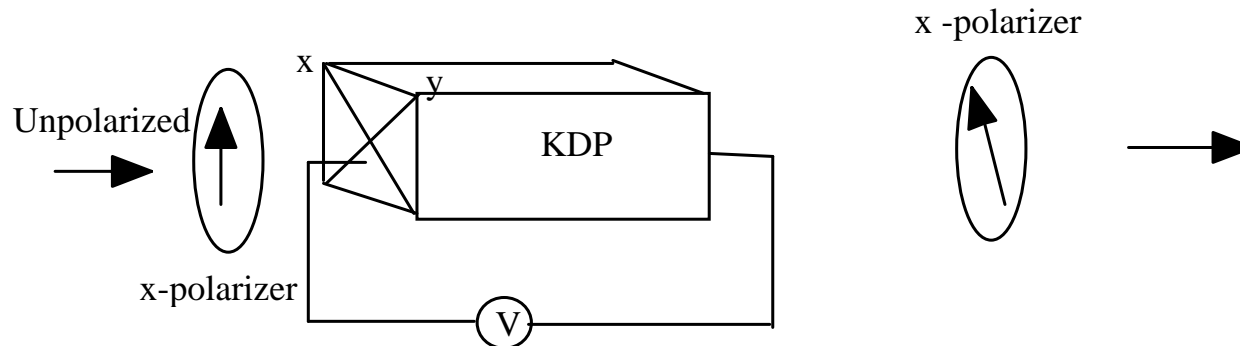 x -polarizer
x
y
Unpolarized
KDP
x-polarizer
V